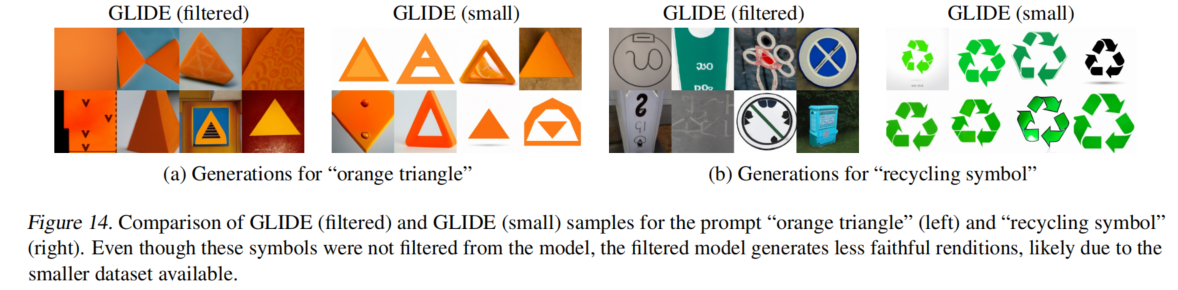 GLIDE (filtered) GLIDE (small) GLIDE (filtered) GLIDE (small)
(a) Generations for “orange triangle” (b) Generations for “recycling symbol”
Figure 14. Comparison of GLIDE (filtered) and GLIDE (small) samples for the prompt “orange triangle” (left) and “recycling symbol”
(right). Even though these symbols were not filtered from the model, the filtered model generates less faithful renditions, likely due to the
smaller dataset available.